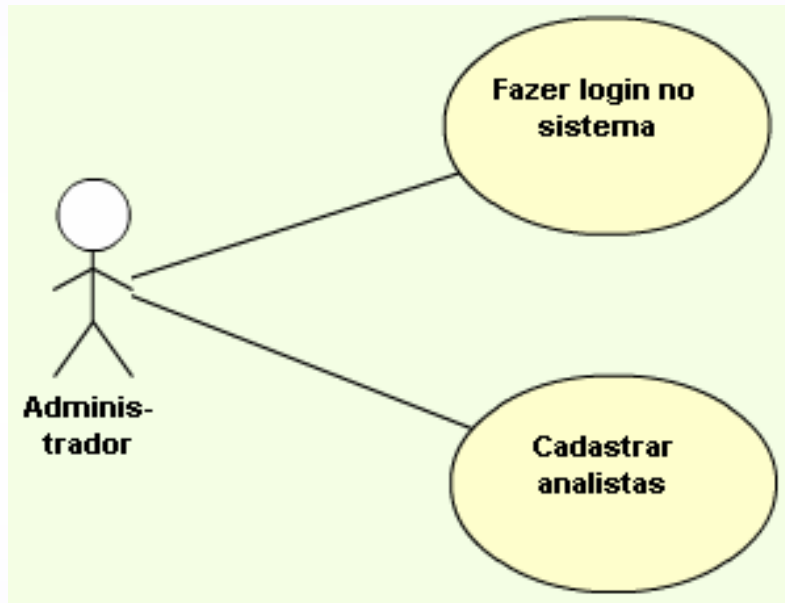 Fazer login no
sistema
Adminis-
trador
Cadastrar
analistas